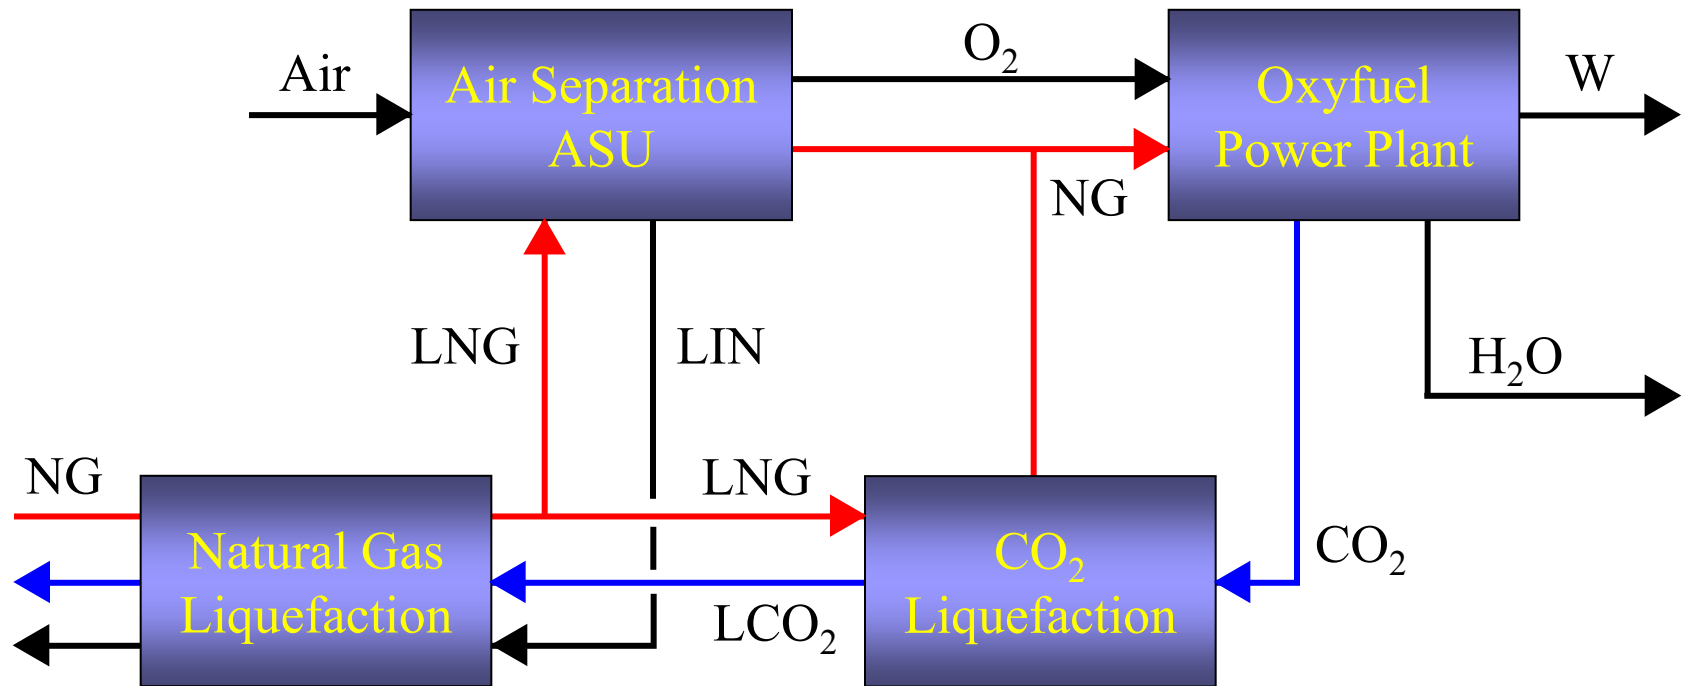 Air
Air Separation
ASU
O₂
Oxyfuel
Power Plant
W
NG
LNG
LIN
H₂O
NG
LNG
Natural Gas
Liquefaction
LCO₂
CO₂
Liquefaction
CO₂